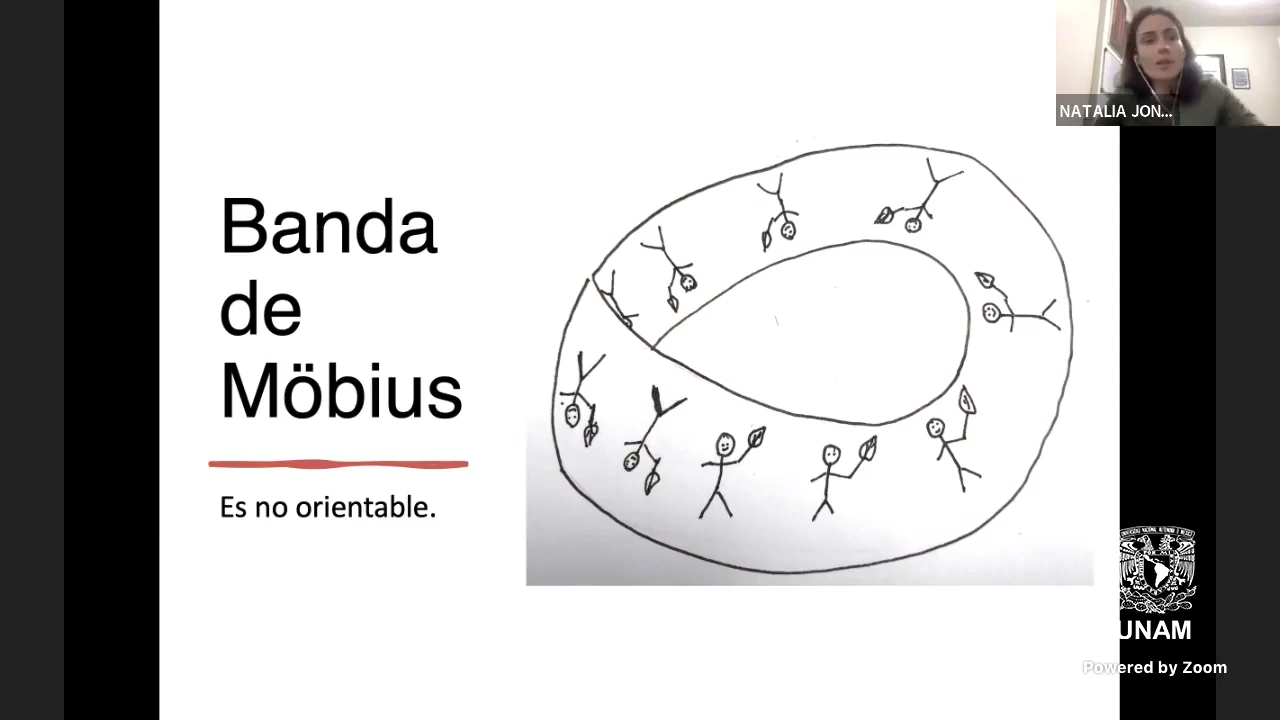 NATALIA JON...
Banda
de
Möbius
Es no orientable.
UNAM
Powered by Zoom